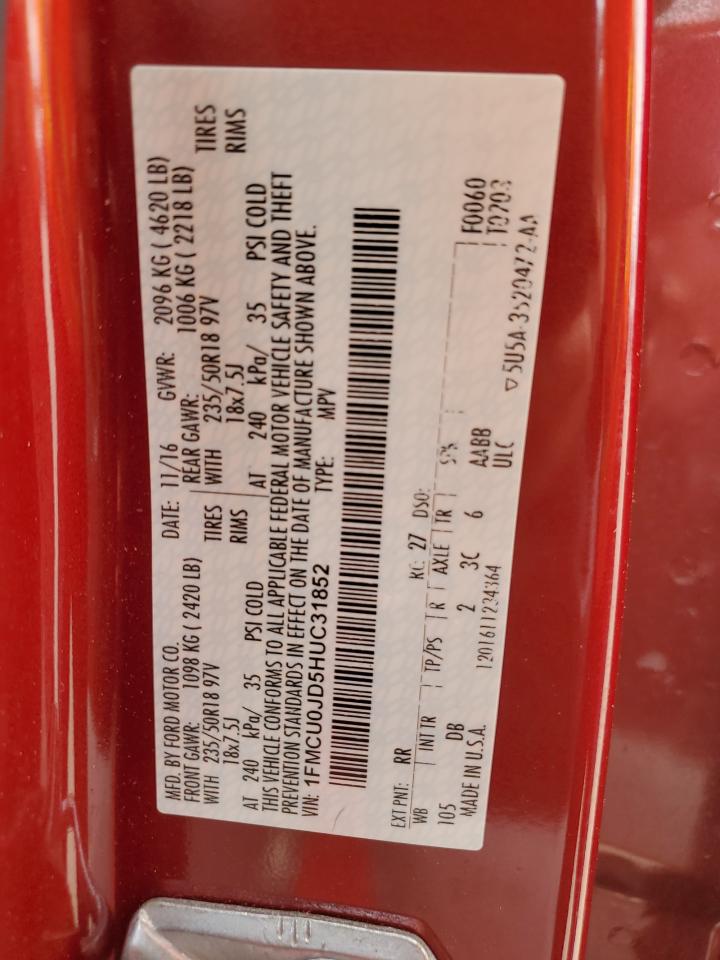 MFD. BY FORD MOTOR CO. DATE: 11/16 GVWR: 2096 KG ( 4620 LB)
FRONT GAWR: 1098 KG ( 2420 LB) REAR GAWR: 1006 KG ( 2218 LB)
WITH 235/50R18 97V TIRES WITH 235/50R18 97V TIRES
18x7.5J RIMS 18x7.5J RIMS
AT 240 kPa/ 35 PSI COLD AT 240 kPa/ 35 PSI COLD
THIS VEHICLE CONFORMS TO ALL APPLICABLE FEDERAL MOTOR VEHICLE SAFETY AND THEFT
PREVENTION STANDARDS IN EFFECT ON THE DATE OF MANUFACTURE SHOWN ABOVE.
VIN: 1FMCU0JD5HUC31852 TYPE: MPV
EXT PNT: RR RC: 27 DSO: F0060
WB INT TR TP/PS R AXLE TR SPR T0703
105 DB 2 3C 6 AABB
MADE IN U.S.A. 1201611234364 ULC
▽5U5A-3520472-AA